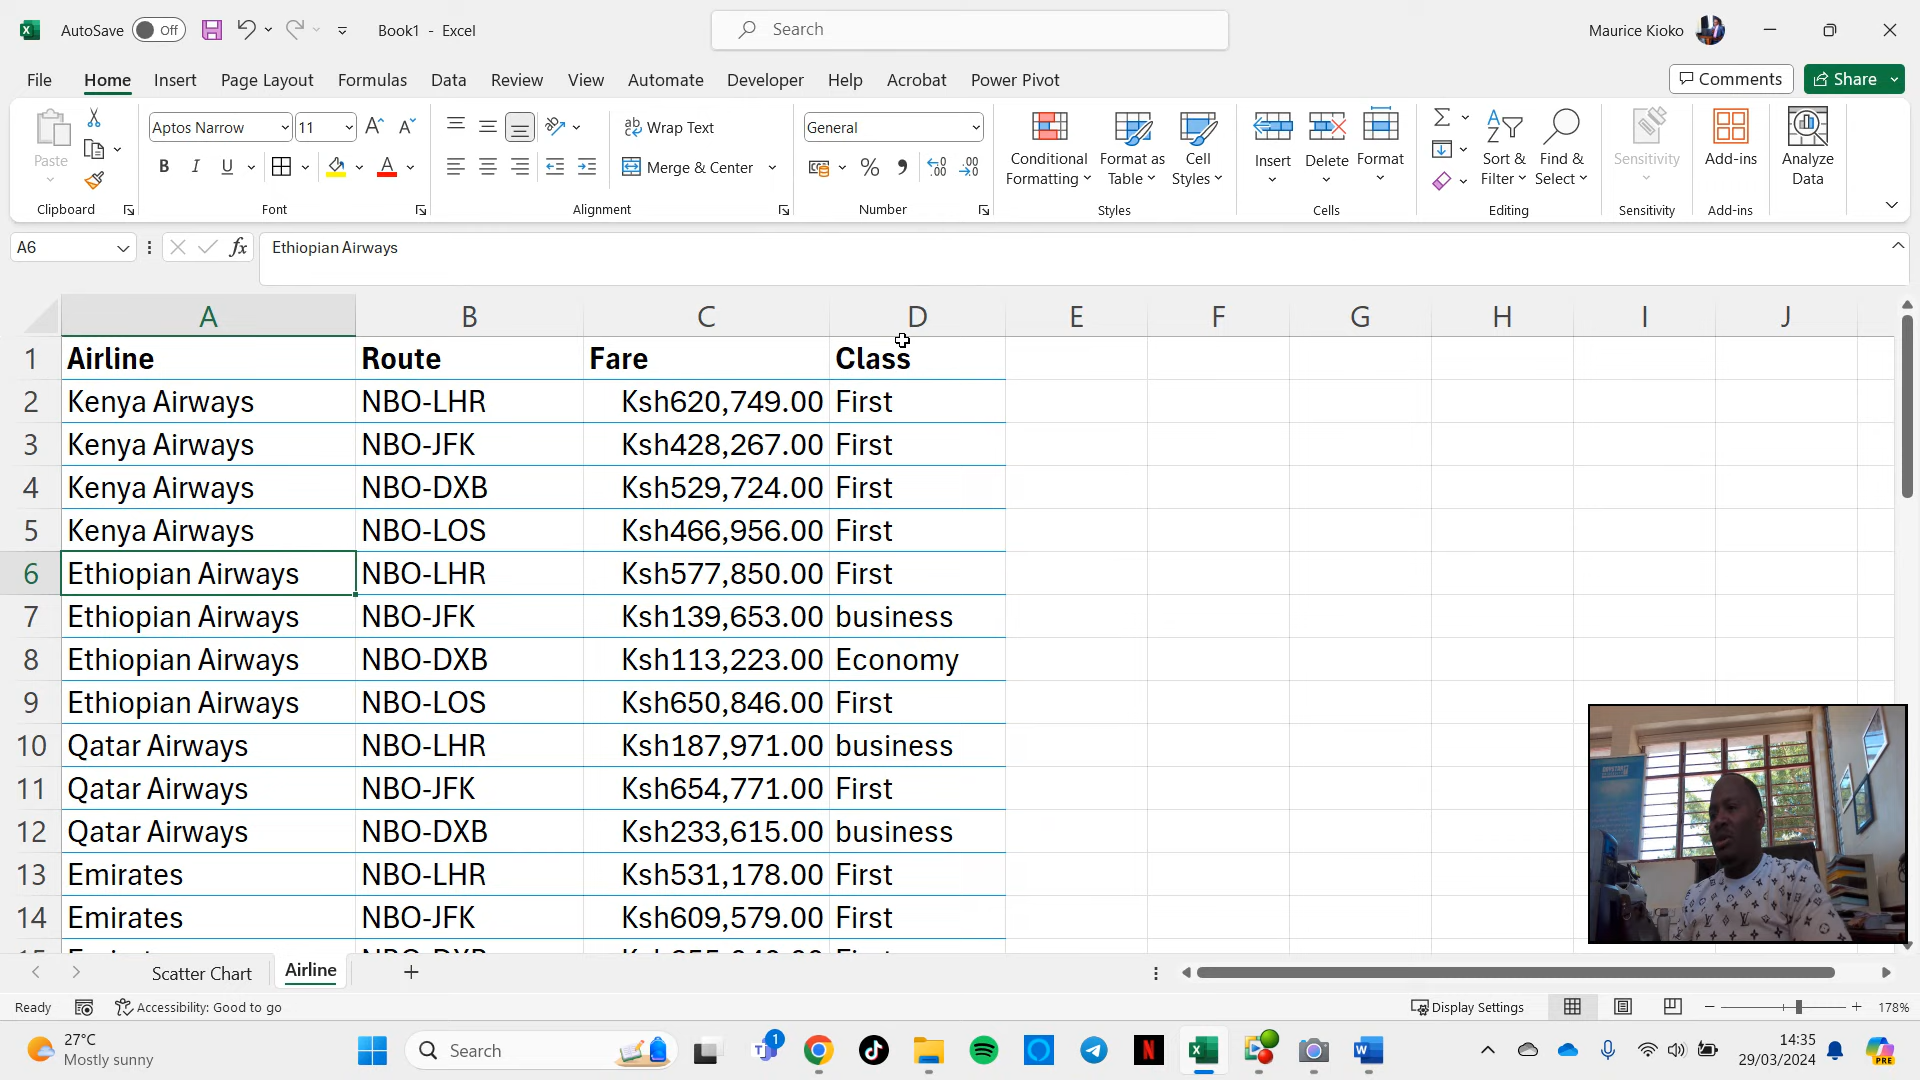 AutoSave Off Book1 - Excel Search Maurice Kioko
File Home Insert Page Layout Formulas Data Review View Automate Developer Help Acrobat Power Pivot Comments Share
Paste Aptos Narrow 11 Wrap Text General Conditional Formatting Format as Table Cell Styles Insert Delete Format Sort & Filter Find & Select Sensitivity Add-ins Analyze Data
B I U Merge & Center
Clipboard Font Alignment Number Styles Cells Editing Sensitivity Add-ins
A6 fx Ethiopian Airways
A B C D E F G H I J
1 Airline Route Fare Class
2 Kenya Airways NBO-LHR Ksh620,749.00 First
3 Kenya Airways NBO-JFK Ksh428,267.00 First
4 Kenya Airways NBO-DXB Ksh529,724.00 First
5 Kenya Airways NBO-LOS Ksh466,956.00 First
6 Ethiopian Airways NBO-LHR Ksh577,850.00 First
7 Ethiopian Airways NBO-JFK Ksh139,653.00 business
8 Ethiopian Airways NBO-DXB Ksh113,223.00 Economy
9 Ethiopian Airways NBO-LOS Ksh650,846.00 First
10 Qatar Airways NBO-LHR Ksh187,971.00 business
11 Qatar Airways NBO-JFK Ksh654,771.00 First
12 Qatar Airways NBO-DXB Ksh233,615.00 business
13 Emirates NBO-LHR Ksh531,178.00 First
14 Emirates NBO-JFK Ksh609,579.00 First
Scatter Chart Airline
Ready Accessibility: Good to go Display Settings 178%
27°C
Mostly sunny
Search
14:35
29/03/2024